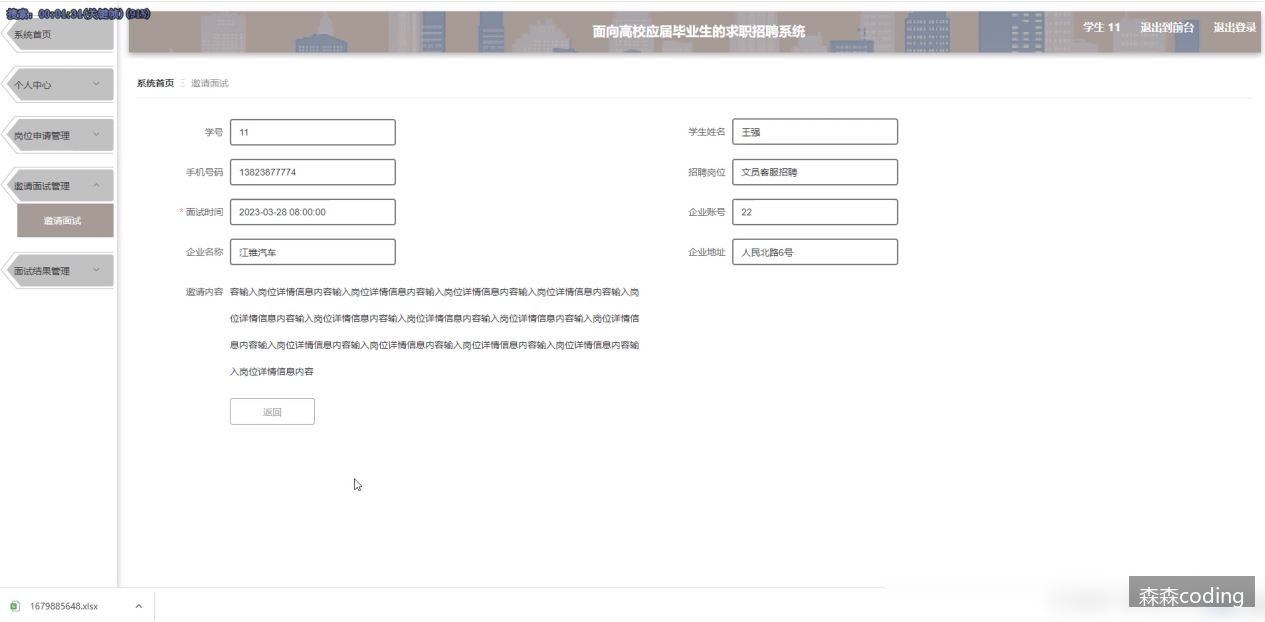 搜索: 00:01:34(关键帧) (915)
系统首页
面向高校应届毕业生的求职招聘系统
学生 11
退出到前台
退出登录
个人中心
岗位申请管理
邀请面试管理
邀请面试
面试结果管理
系统首页 邀请面试
学号 11
学生姓名 王强
手机号码 13823877774
招聘岗位 文员客服招聘
* 面试时间 2023-03-28 08:00:00
企业账号 22
企业名称 江锥汽车
企业地址 人民北路6号
邀请内容 容输入岗位详情信息内容输入岗位详情信息内容输入岗位详情信息内容输入岗位详情信息内容输入岗
位详情信息内容输入岗位详情信息内容输入岗位详情信息内容输入岗位详情信息内容输入岗位详情信
息内容输入岗位详情信息内容输入岗位详情信息内容输入岗位详情信息内容输入岗位详情信息内容输
入岗位详情信息内容
返回
1679885648.xlsx
森森coding